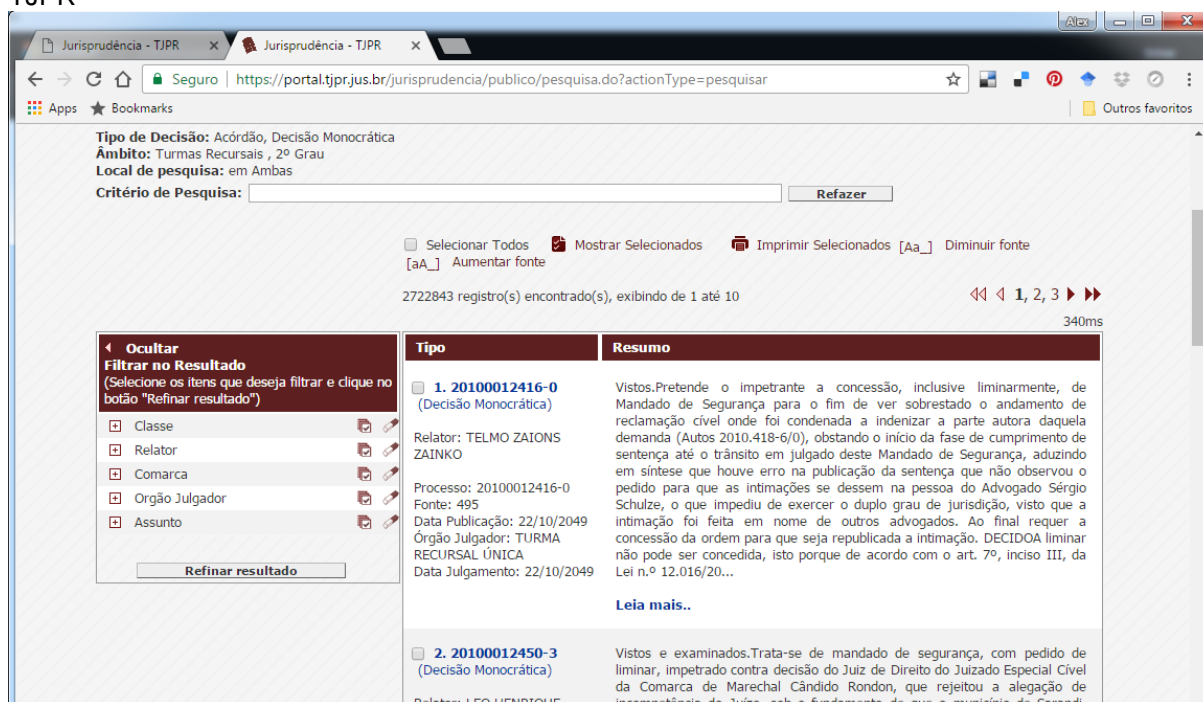 TJPR
Alex
Jurisprudência - TJPR
Jurisprudência - TJPR
Seguro | https://portal.tjpr.jus.br/jurisprudencia/publico/pesquisa.do?actionType=pesquisar
Apps
Bookmarks
Outros favoritos
Tipo de Decisão: Acórdão, Decisão Monocrática
Âmbito: Turmas Recursais , 2º Grau
Local de pesquisa: em Ambas
Critério de Pesquisa:
Refazer
Selecionar Todos Mostrar Selecionados Imprimir Selecionados [Aa_] Diminuir fonte
[aA_] Aumentar fonte
2722843 registro(s) encontrado(s), exibindo de 1 até 10
1, 2, 3
340ms
Ocultar
Filtrar no Resultado
(Selecione os itens que deseja filtrar e clique no
botão "Refinar resultado")
Classe
Relator
Comarca
Orgão Julgador
Assunto
Refinar resultado
Tipo
Resumo
1. 20100012416-0
(Decisão Monocrática)
Relator: TELMO ZAIONS
ZAINKO
Processo: 20100012416-0
Fonte: 495
Data Publicação: 22/10/2049
Órgão Julgador: TURMA
RECURSAL ÚNICA
Data Julgamento: 22/10/2049
Vistos.Pretende o impetrante a concessão, inclusive liminarmente, de
Mandado de Segurança para o fim de ver sobrestado o andamento de
reclamação cível onde foi condenada a indenizar a parte autora daquela
demanda (Autos 2010.418-6/0), obstando o início da fase de cumprimento de
sentença até o trânsito em julgado deste Mandado de Segurança, aduzindo
em síntese que houve erro na publicação da sentença que não observou o
pedido para que as intimações se dessem na pessoa do Advogado Sérgio
Schulze, o que impediu de exercer o duplo grau de jurisdição, visto que a
intimação foi feita em nome de outros advogados. Ao final requer a
concessão da ordem para que seja republicada a intimação. DECIDOA liminar
não pode ser concedida, isto porque de acordo com o art. 7º, inciso III, da
Lei n.º 12.016/20...
Leia mais..
2. 20100012450-3
(Decisão Monocrática)
Relator: LEO HENRIQUE
Vistos e examinados.Trata-se de mandado de segurança, com pedido de
liminar, impetrado contra decisão do Juiz de Direito do Juizado Especial Cível
da Comarca de Marechal Cândido Rondon, que rejeitou a alegação de
incompetência do Juízo, sob o fundamento de que o município de Sarandi,